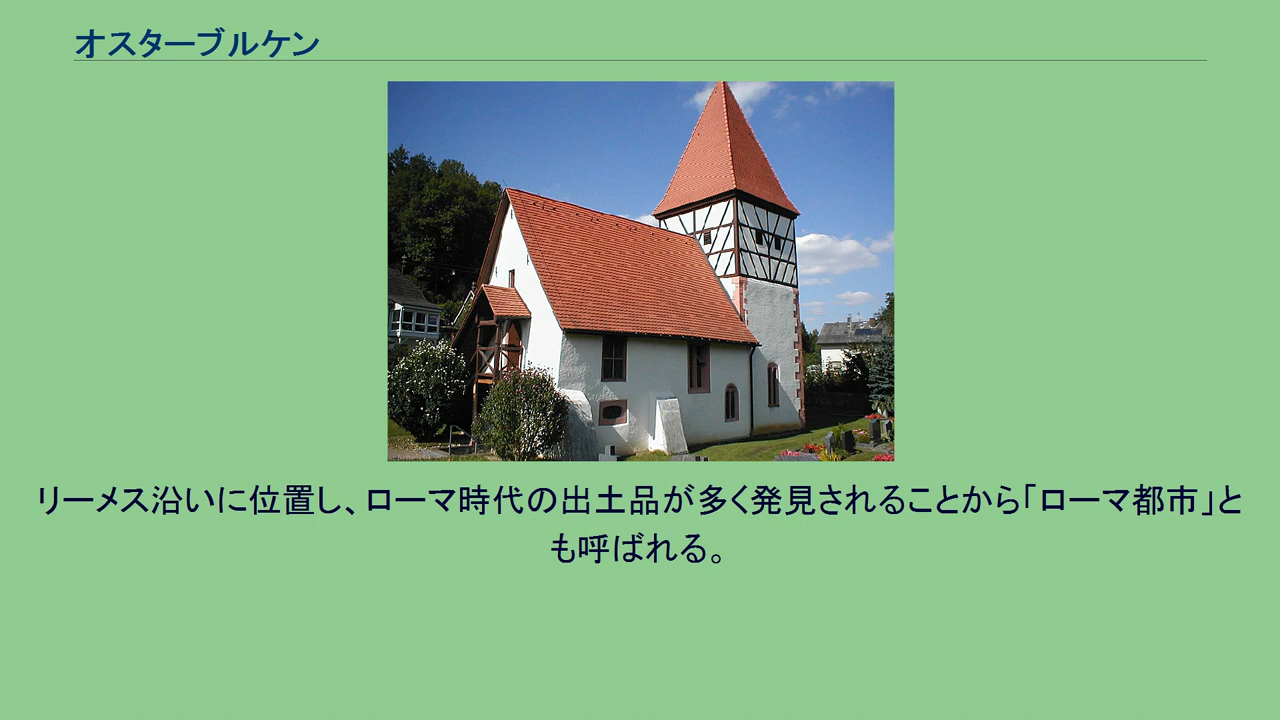 オスターブルケン
リーメス沿いに位置し、ローマ時代の出土品が多く発見されることから「ローマ都市」と
も呼ばれる。